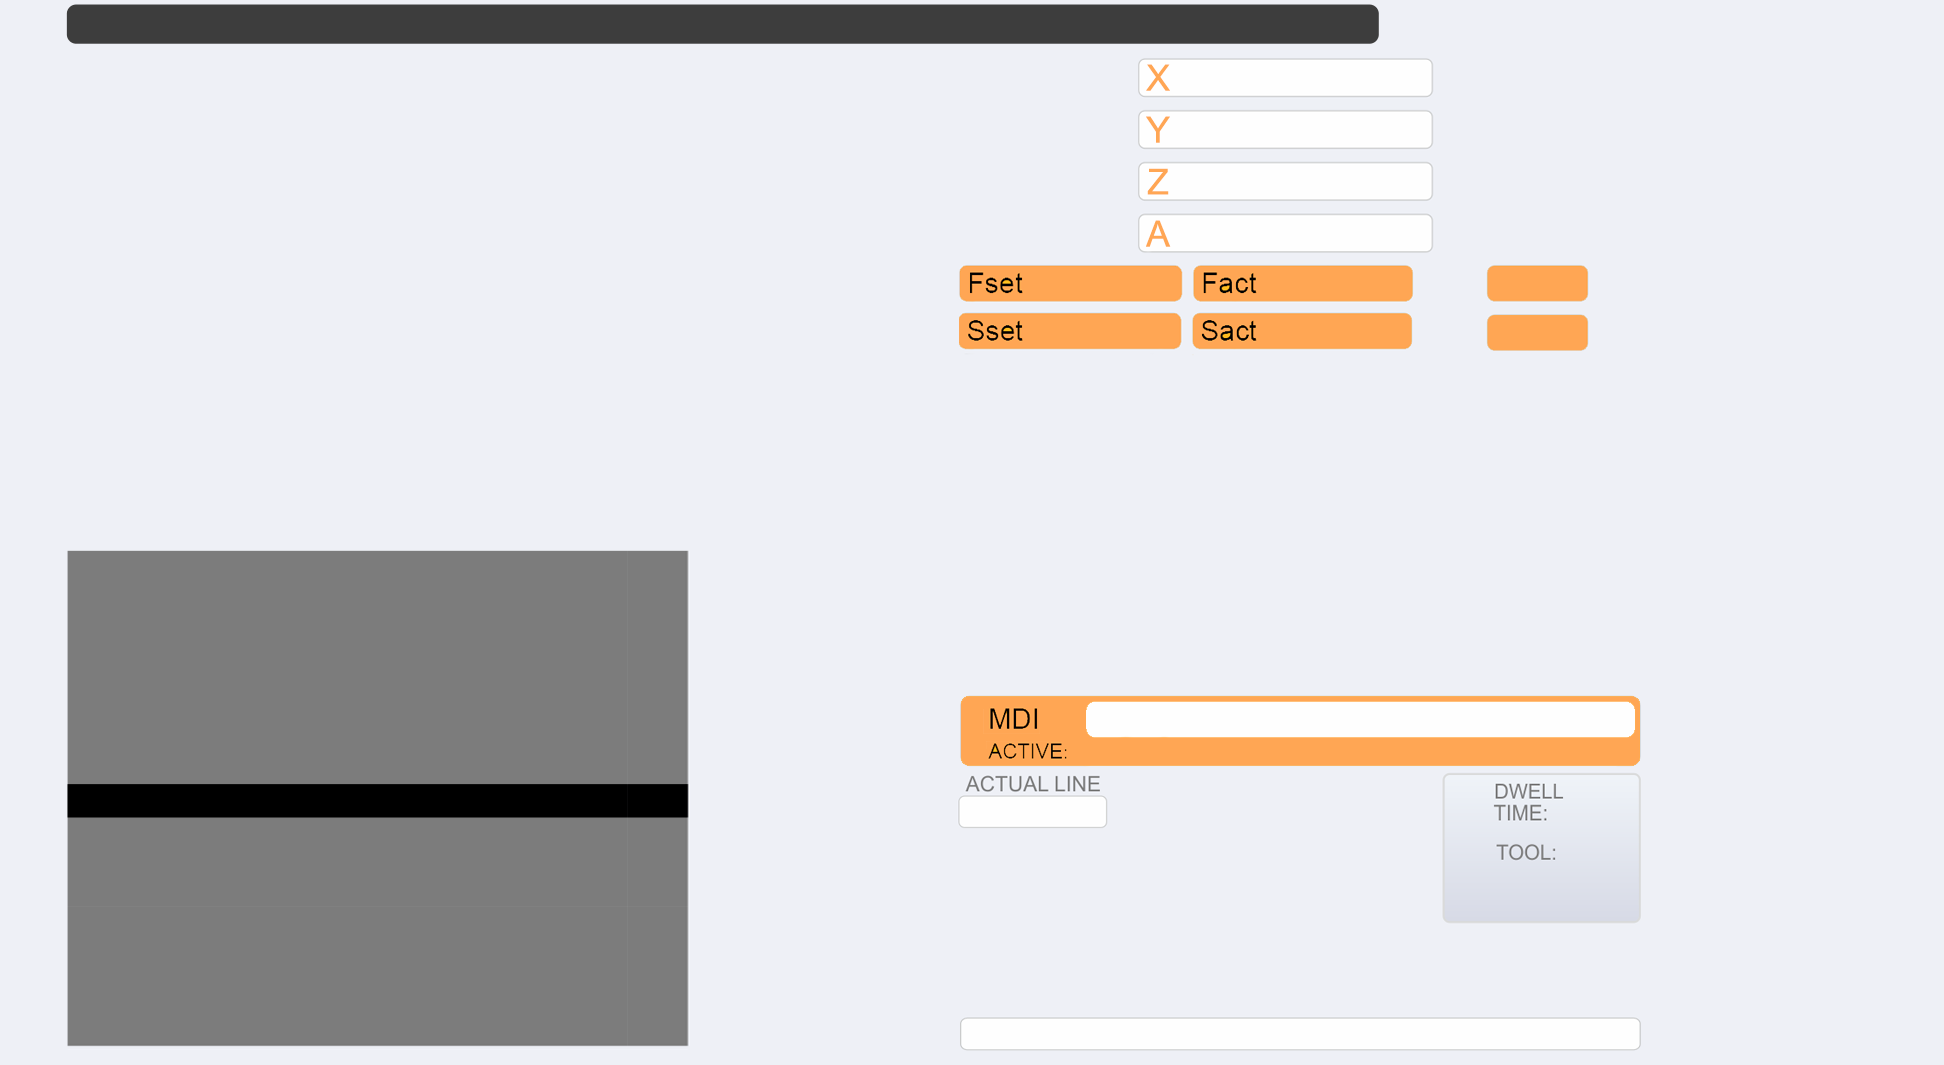 X
Y
Z
A
Fset Fact
Sset Sact
MDI
ACTIVE:
ACTUAL LINE
DWELL
TIME:
TOOL: